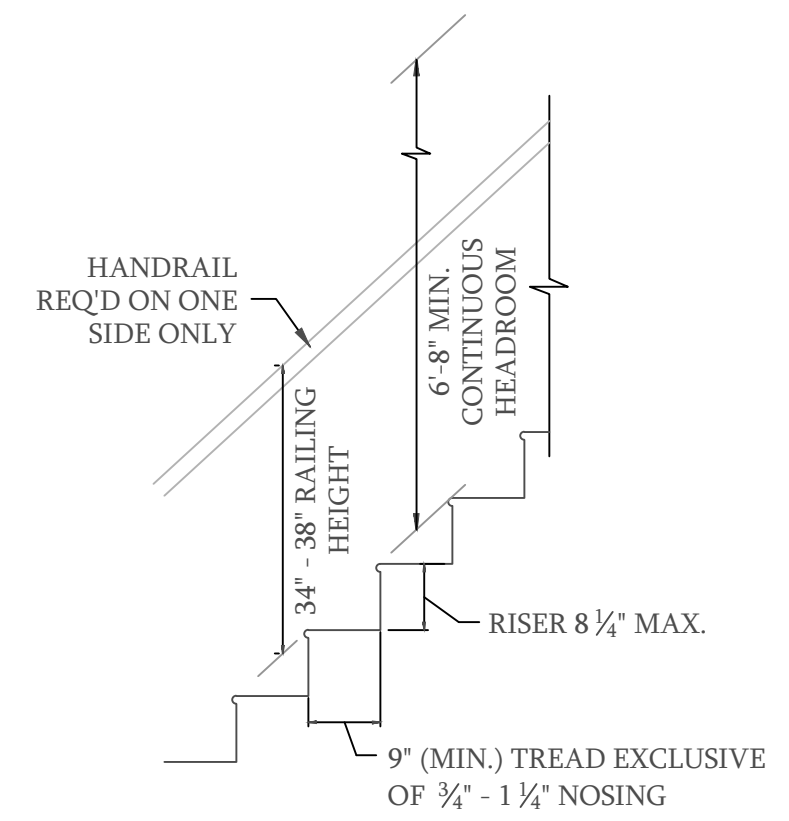 HANDRAIL
REQ'D ON ONE
SIDE ONLY
6'-8" MIN.
CONTINUOUS
HEADROOM
34" - 38" RAILING
HEIGHT
RISER 8 ¼" MAX.
9" (MIN.) TREAD EXCLUSIVE
OF ¾" - 1 ¼" NOSING